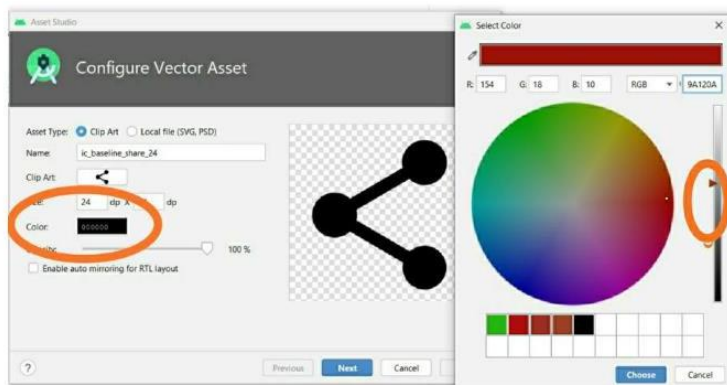 Asset Studio
Configure Vector Asset
Asset Type: Clip Art Local file (SVG, PSD)
Name: ic_baseline_share_24
Clip Art:
24 dp X dp
Color: 000000
100 %
Enable auto mirroring for RTL layout
? Previous Next Cancel
Select Color
R: 154 G: 18 B: 10 RGB 9A120A
Choose Cancel